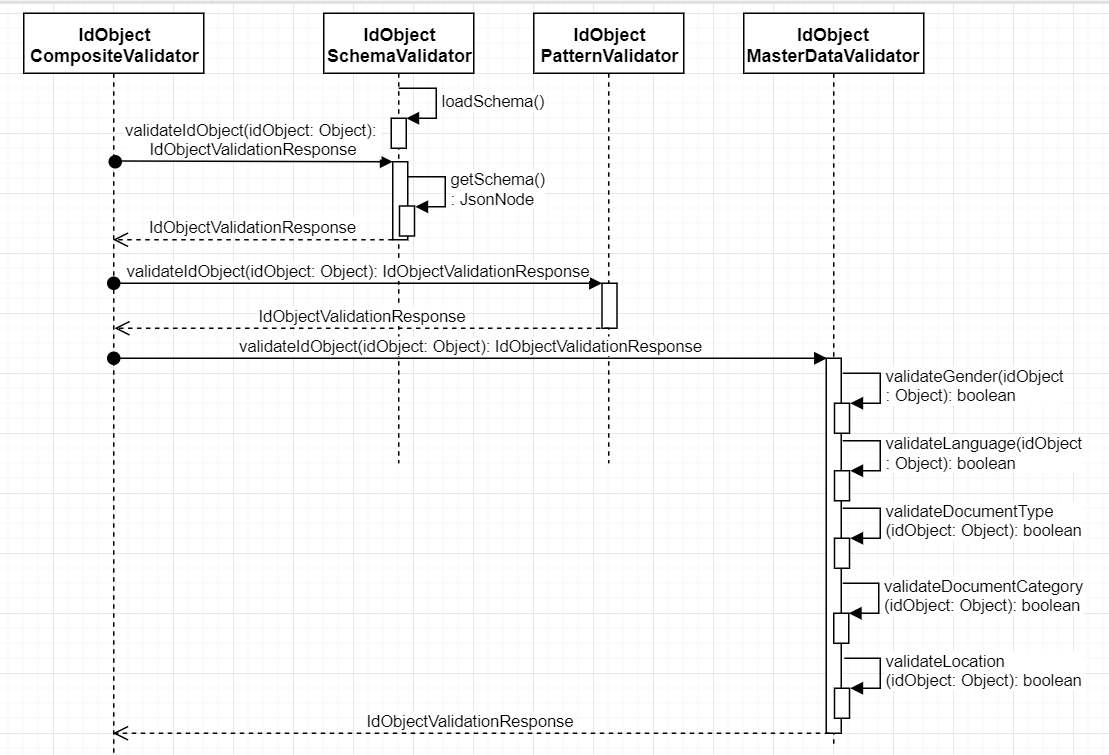 IdObject
CompositeValidator
IdObject
SchemaValidator
IdObject
PatternValidator
IdObject
MasterDataValidator
loadSchema()
validateIdObject(idObject: Object):
IdObjectValidationResponse
getSchema()
: JsonNode
IdObjectValidationResponse
validateIdObject(idObject: Object): IdObjectValidationResponse
IdObjectValidationResponse
validateIdObject(idObject: Object): IdObjectValidationResponse
validateGender(idObject
: Object): boolean
validateLanguage(idObject
: Object): boolean
validateDocumentType
(idObject: Object): boolean
validateDocumentCategory
(idObject: Object): boolean
validateLocation
(idObject: Object): boolean
IdObjectValidationResponse